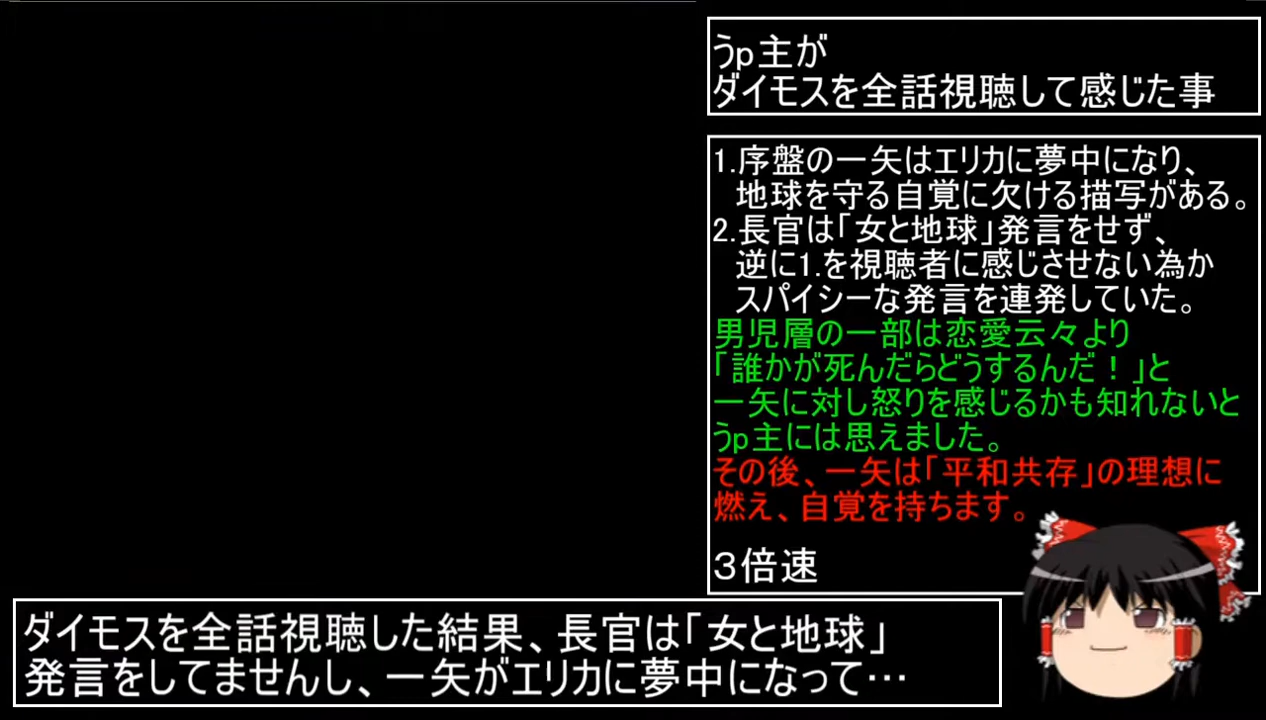 うp主が
ダイモスを全話視聴して感じた事
1.序盤の一矢はエリカに夢中になり、
地球を守る自覚に欠ける描写がある。
2.長官は「女と地球」発言をせず、
逆に1.を視聴者に感じさせない為か
スパイシーな発言を連発していた。
男児層の一部は恋愛云々より
「誰かが死んだらどうするんだ！」と
一矢に対し怒りを感じるかも知れないと
うp主には思えました。
その後、一矢は「平和共存」の理想に
燃え、自覚を持ちます。
３倍速
ダイモスを全話視聴した結果、長官は「女と地球」
発言をしてませんし、一矢がエリカに夢中になって…